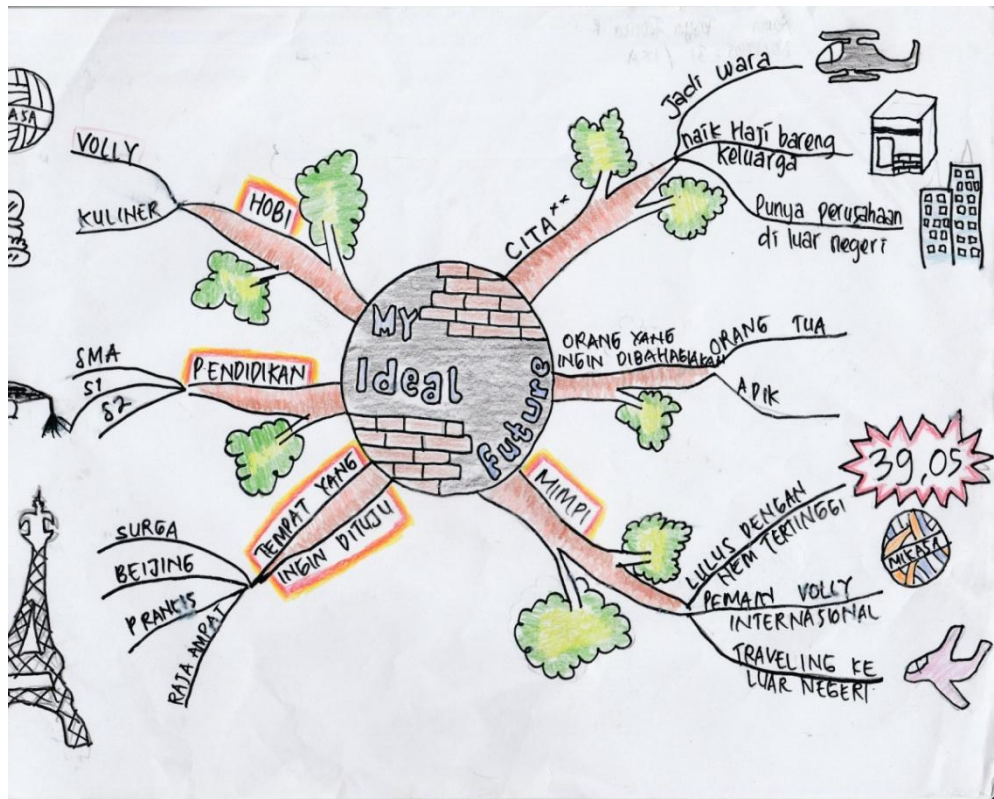 My
Ideal
Future
HOBI
VOLLY
KULINER
ASA
PENDIDIKAN
SMA
S1
S2
TEMPAT YANG
INGIN DITUJU
SURGA
BEIJING
PRANCIS
RAJA AMPAT
CITA**
Jadi wara
naik Haji bareng
keluarga
Punya perusahaan
di luar negeri
ORANG YANG
INGIN DIBAHAGIAKAN
ORANG TUA
ADIK
MIMPI
LULUS DENGAN
NEM TERTINGGI
39,05
PEMAIN VOLLY
INTERNASIONAL
MIKASA
TRAVELING KE
LUAR NEGERI